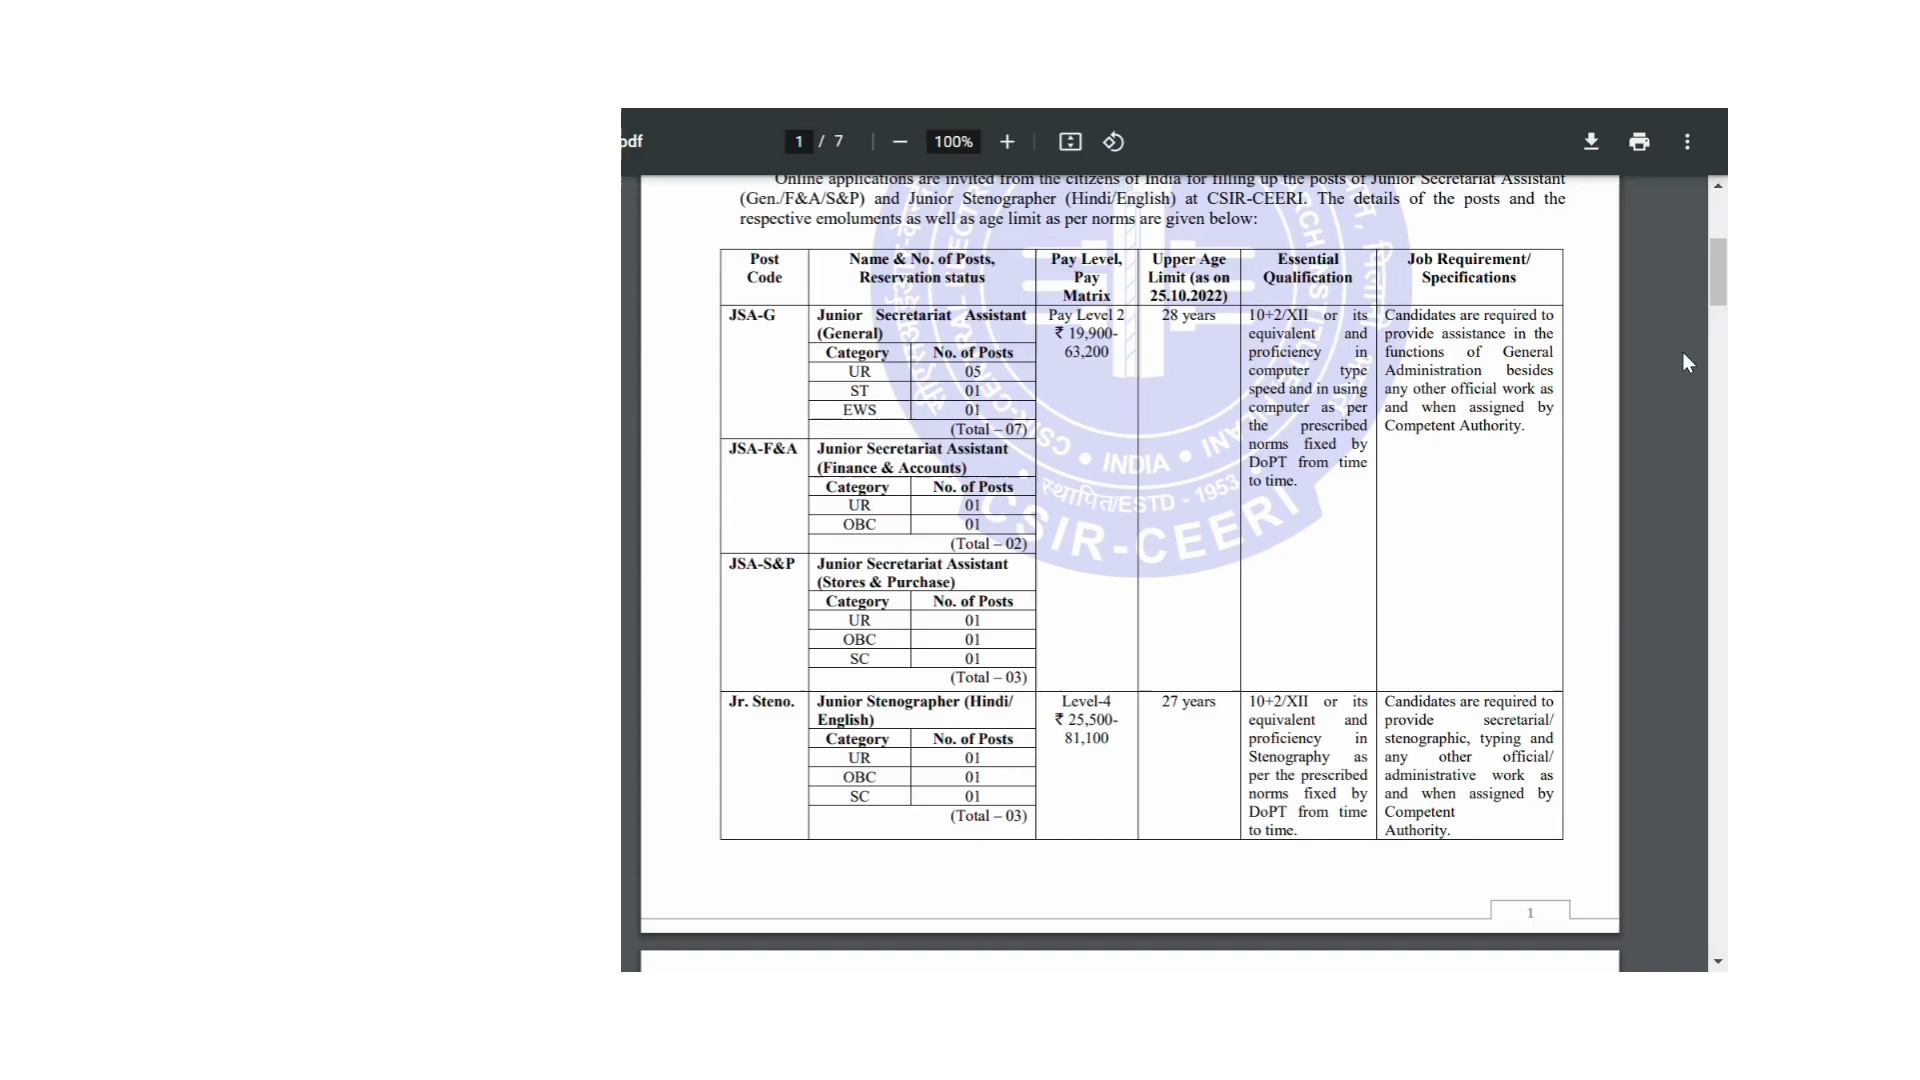 pdf
1 / 7
100%
Online applications are invited from the citizens of India for filling up the posts of Junior Secretariat Assistant
(Gen./F&A/S&P) and Junior Stenographer (Hindi/English) at CSIR-CEERI. The details of the posts and the
respective emoluments as well as age limit as per norms are given below:
Post Code
Name & No. of Posts, Reservation status
Pay Level, Pay Matrix
Upper Age Limit (as on 25.10.2022)
Essential Qualification
Job Requirement/ Specifications
JSA-G
Junior Secretariat Assistant
(General)
Category No. of Posts
UR 05
ST 01
EWS 01
(Total – 07)
Pay Level 2
₹ 19,900-
63,200
28 years
10+2/XII or its
equivalent and
proficiency in
computer type
speed and in using
computer as per
the prescribed
norms fixed by
DoPT from time
to time.
Candidates are required to
provide assistance in the
functions of General
Administration besides
any other official work as
and when assigned by
Competent Authority.
JSA-F&A
Junior Secretariat Assistant
(Finance & Accounts)
Category No. of Posts
UR 01
OBC 01
(Total – 02)
JSA-S&P
Junior Secretariat Assistant
(Stores & Purchase)
Category No. of Posts
UR 01
OBC 01
SC 01
(Total – 03)
Jr. Steno.
Junior Stenographer (Hindi/
English)
Category No. of Posts
UR 01
OBC 01
SC 01
(Total – 03)
Level-4
₹ 25,500-
81,100
27 years
10+2/XII or its
equivalent and
proficiency in
Stenography as
per the prescribed
norms fixed by
DoPT from time
to time.
Candidates are required to
provide secretarial/
stenographic, typing and
any other official/
administrative work as
and when assigned by
Competent
Authority.
INDIA
स्थापित/ESTD - 1953
CSIR-CEERI
1